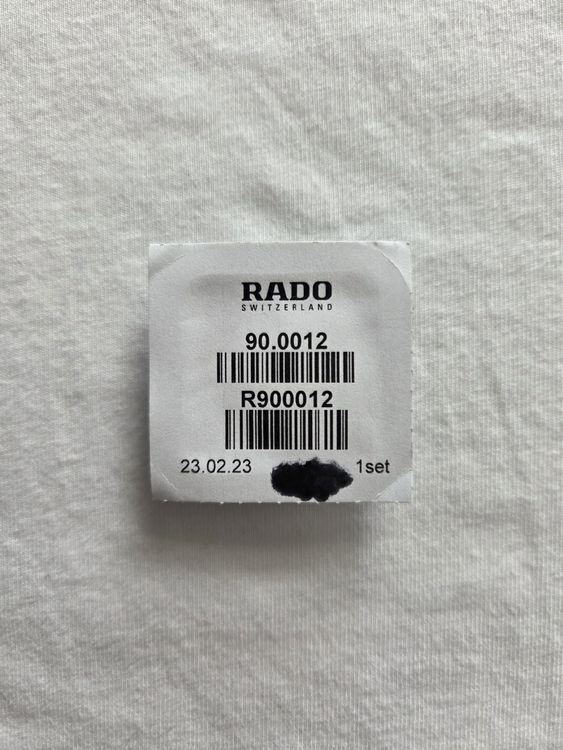 RADO
SWITZERLAND
90.0012
R900012
23.02.23 1set